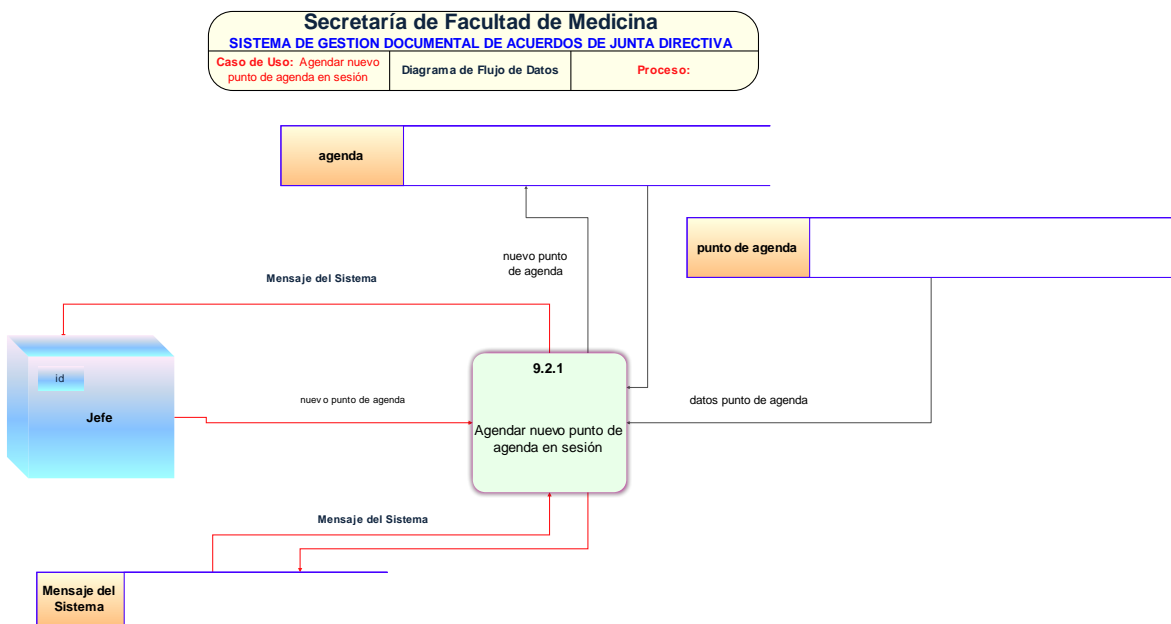 Secretaría de Facultad de Medicina
SISTEMA DE GESTION DOCUMENTAL DE ACUERDOS DE JUNTA DIRECTIVA
Caso de Uso: Agendar nuevo
punto de agenda en sesión
Diagrama de Flujo de Datos
Proceso:
agenda
punto de agenda
nuevo punto
de agenda
Mensaje del Sistema
id
Jefe
nuevo punto de agenda
9.2.1
Agendar nuevo punto de
agenda en sesión
datos punto de agenda
Mensaje del Sistema
Mensaje del
Sistema